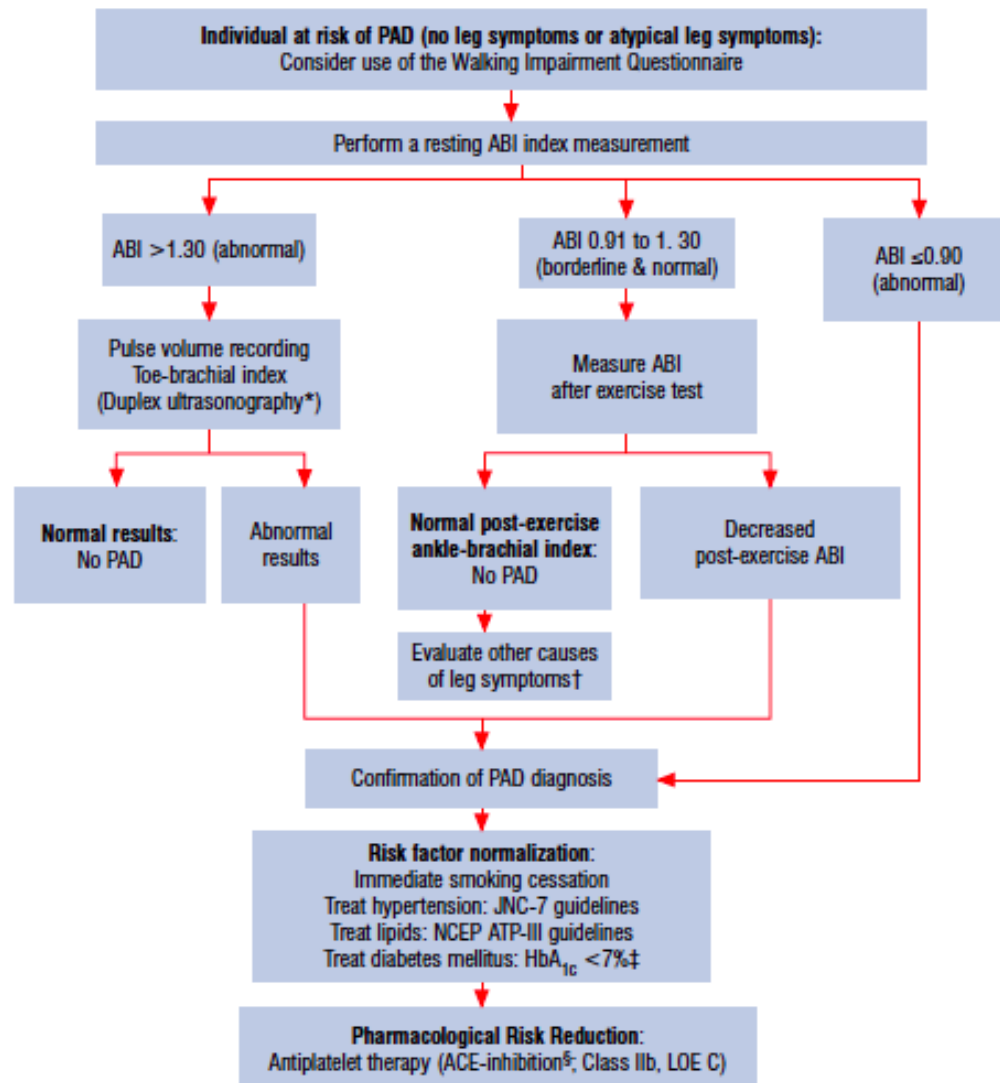 Individual at risk of PAD (no leg symptoms or atypical leg symptoms):
Consider use of the Walking Impairment Questionnaire
Perform a resting ABI index measurement
ABI >1.30 (abnormal)
ABI 0.91 to 1. 30
(borderline & normal)
ABI ≤0.90
(abnormal)
Pulse volume recording
Toe-brachial index
(Duplex ultrasonography*)
Measure ABI
after exercise test
Normal results:
No PAD
Abnormal
results
Normal post-exercise
ankle-brachial index:
No PAD
Decreased
post-exercise ABI
Evaluate other causes
of leg symptoms†
Confirmation of PAD diagnosis
Risk factor normalization:
Immediate smoking cessation
Treat hypertension: JNC-7 guidelines
Treat lipids: NCEP ATP-III guidelines
Treat diabetes mellitus: HbA1c <7%‡
Pharmacological Risk Reduction:
Antiplatelet therapy (ACE-inhibition§; Class IIb, LOE C)